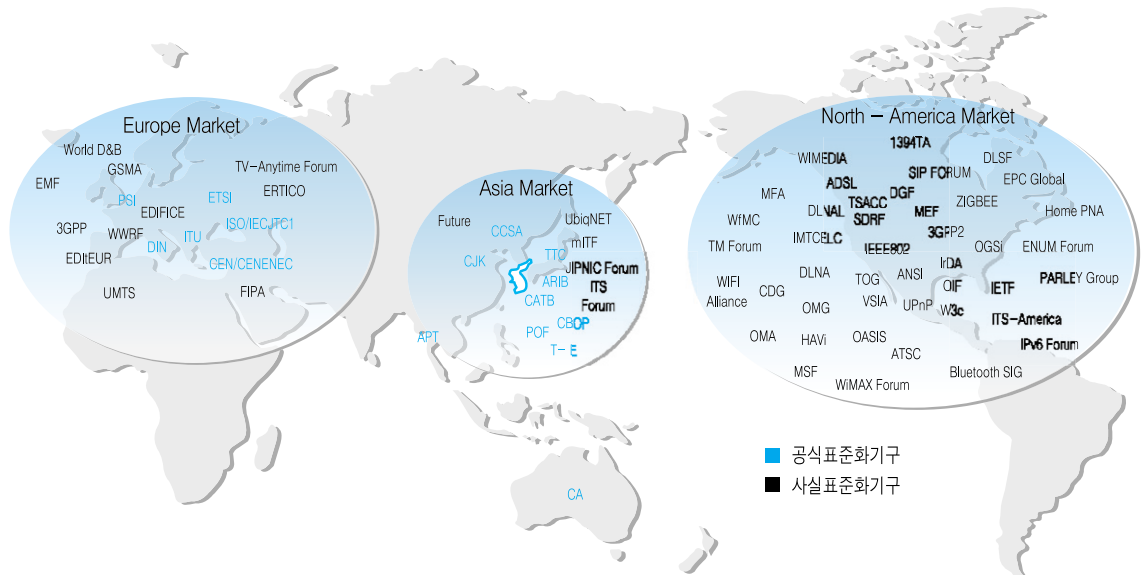 Europe Market
World D&B
GSMA
TV-Anytime Forum
EMF
PSI
ETSI
ERTICO
EDIFICE
ISO/IECJTC1
3GPP
WWRF
ITU
DIN
EDItEUR
CEN/CENENEC
UMTS
FIPA
Asia Market
Future
UbiqNET
CCSA
mITF
CJK
TTC
JIPNIC Forum
ARIB
ITS
CATB
Forum
POF
CBOP
APT
T- E
CA
North - America Market
1394TA
WIMEDIA
DLSF
SIP FORUM
EPC Global
ADSL
MFA
DGF
TSACC
ZIGBEE
DLNAL
MEF
Home PNA
WfMC
SDRF
3GPP2
IMTCELC
TM Forum
IEEE802
OGSi
ENUM Forum
IrDA
DLNA
ANSI
WIFI
Alliance
TOG
OIF
IETF
PARLEY Group
CDG
OMG
VSIA
UPnP
W3c
ITS-America
OMA
HAVi
OASIS
IPv6 Forum
ATSC
MSF
WiMAX Forum
Bluetooth SIG
공식표준화기구
사실표준화기구